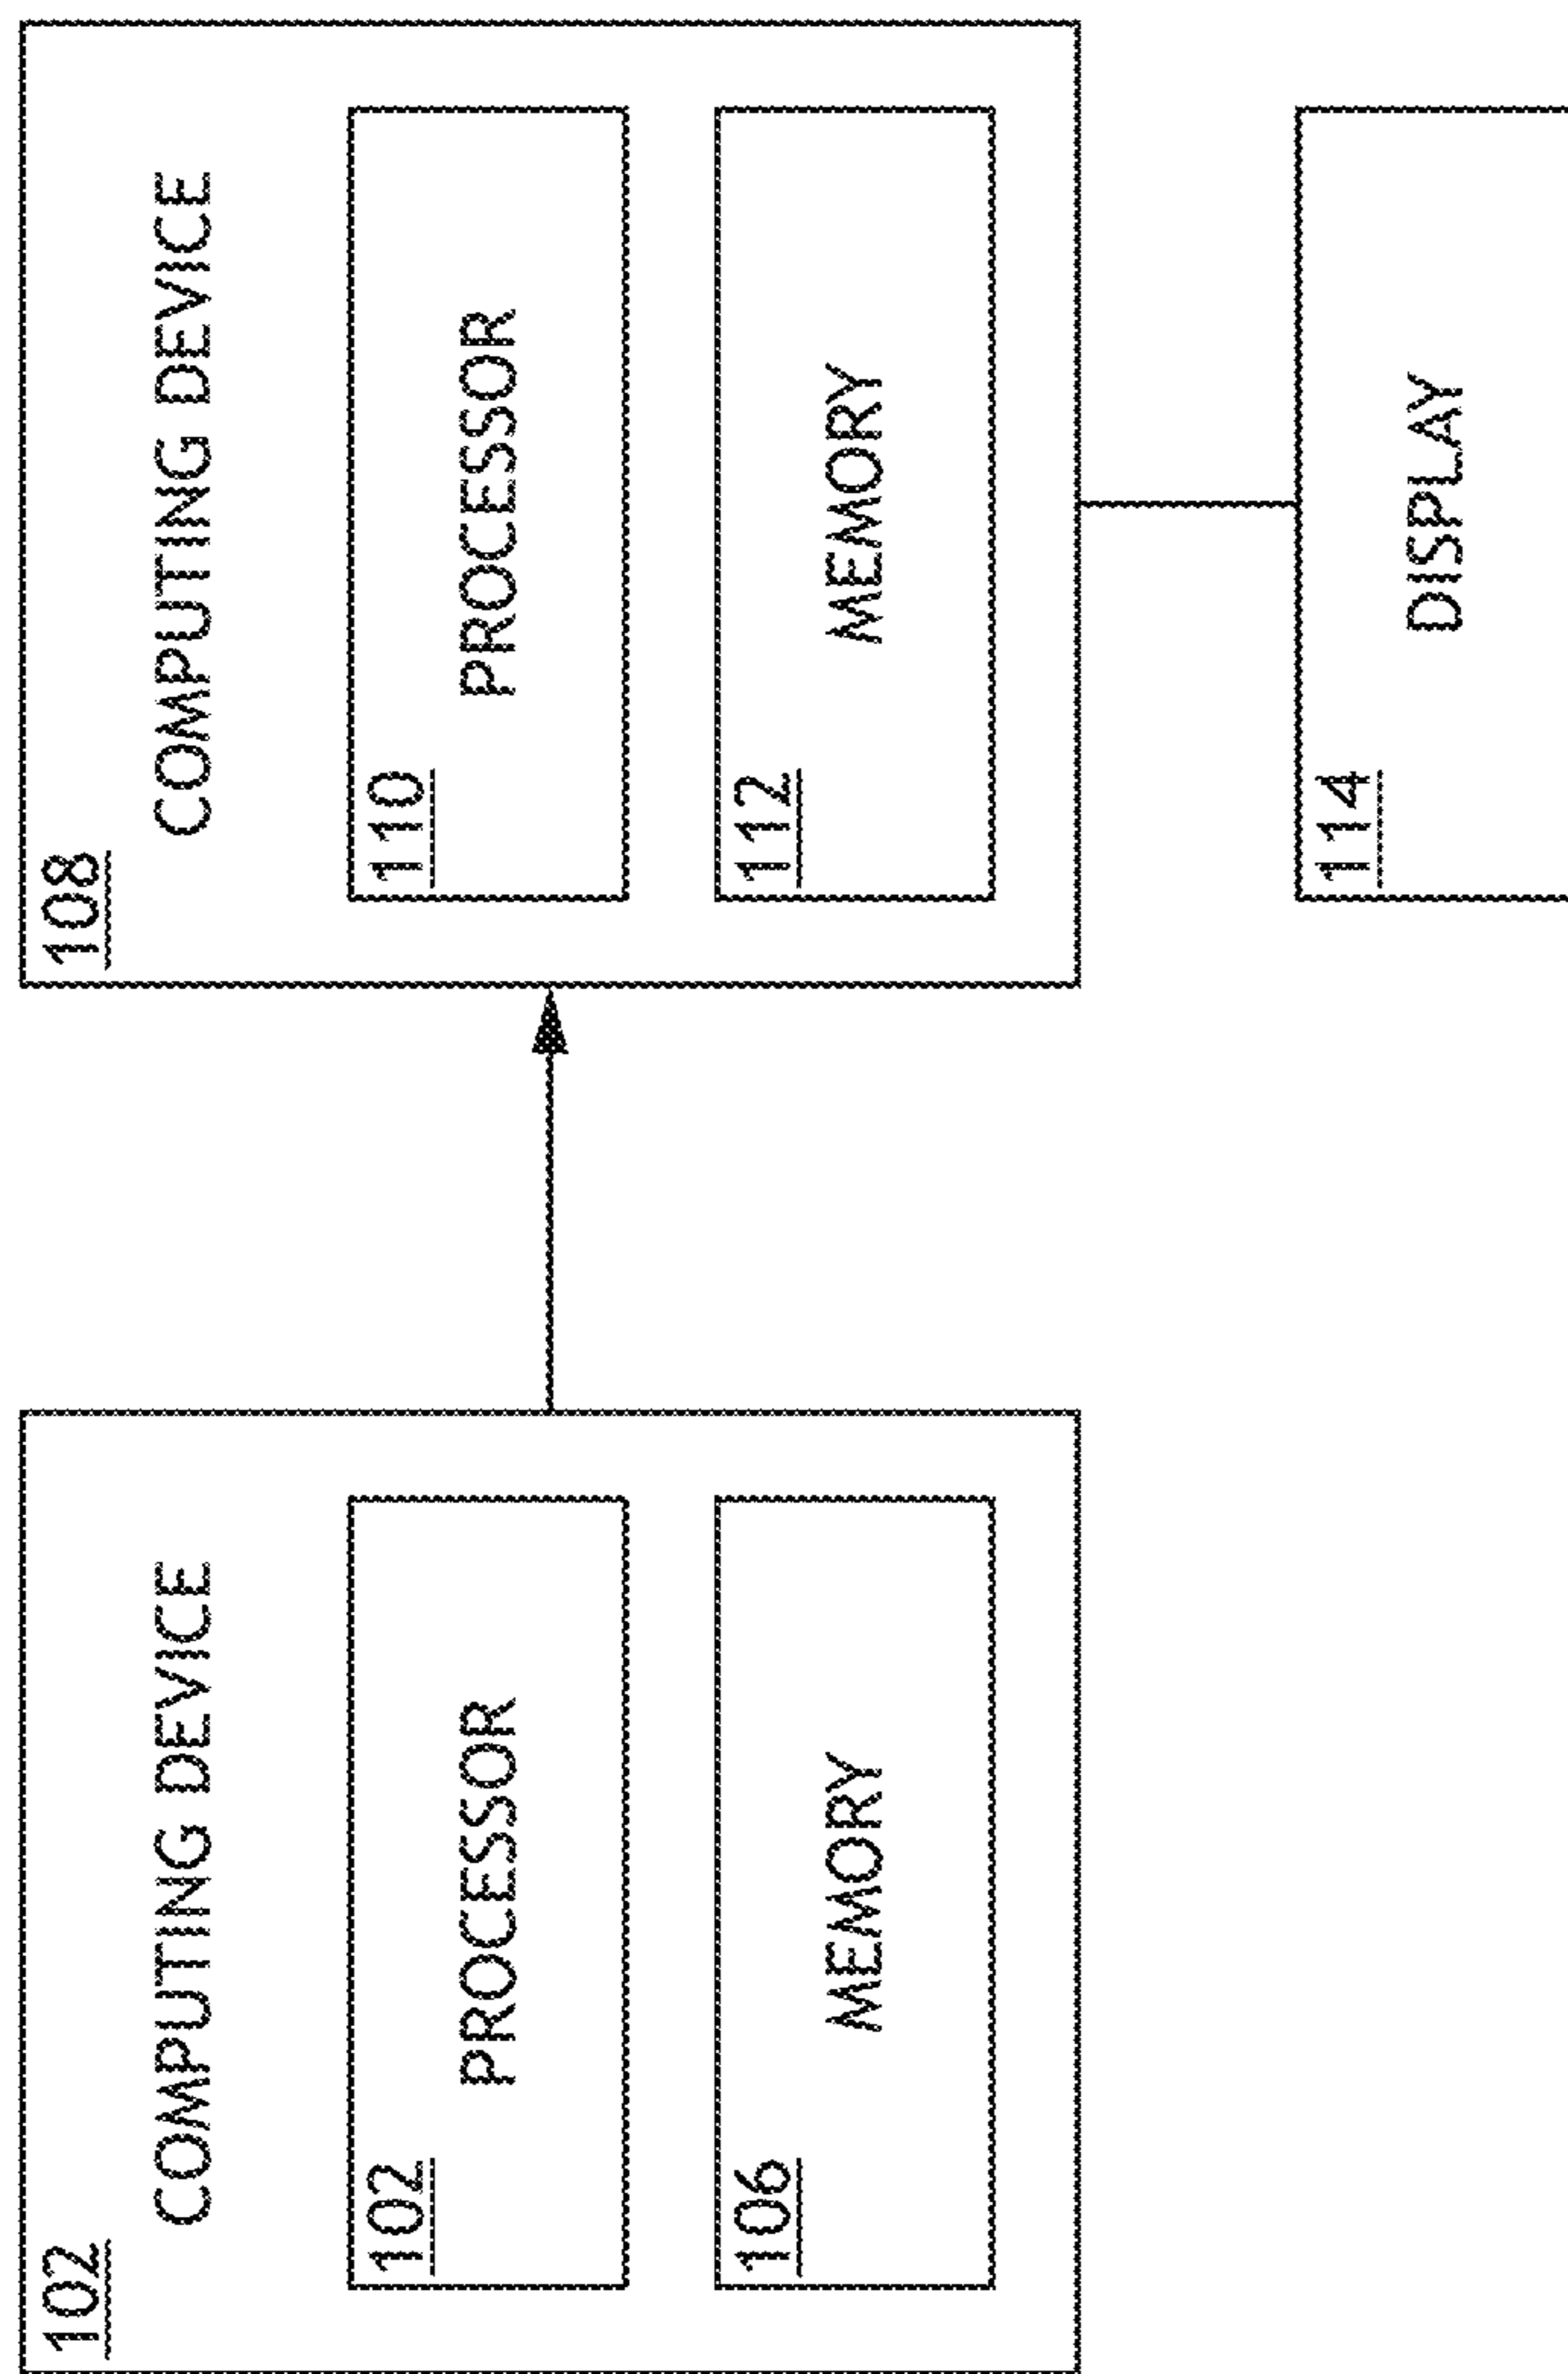 102
COMPUTING DEVICE
102
PROCESSOR
106
MEMORY
108
COMPUTING DEVICE
110
PROCESSOR
112
MEMORY
114
DISPLAY